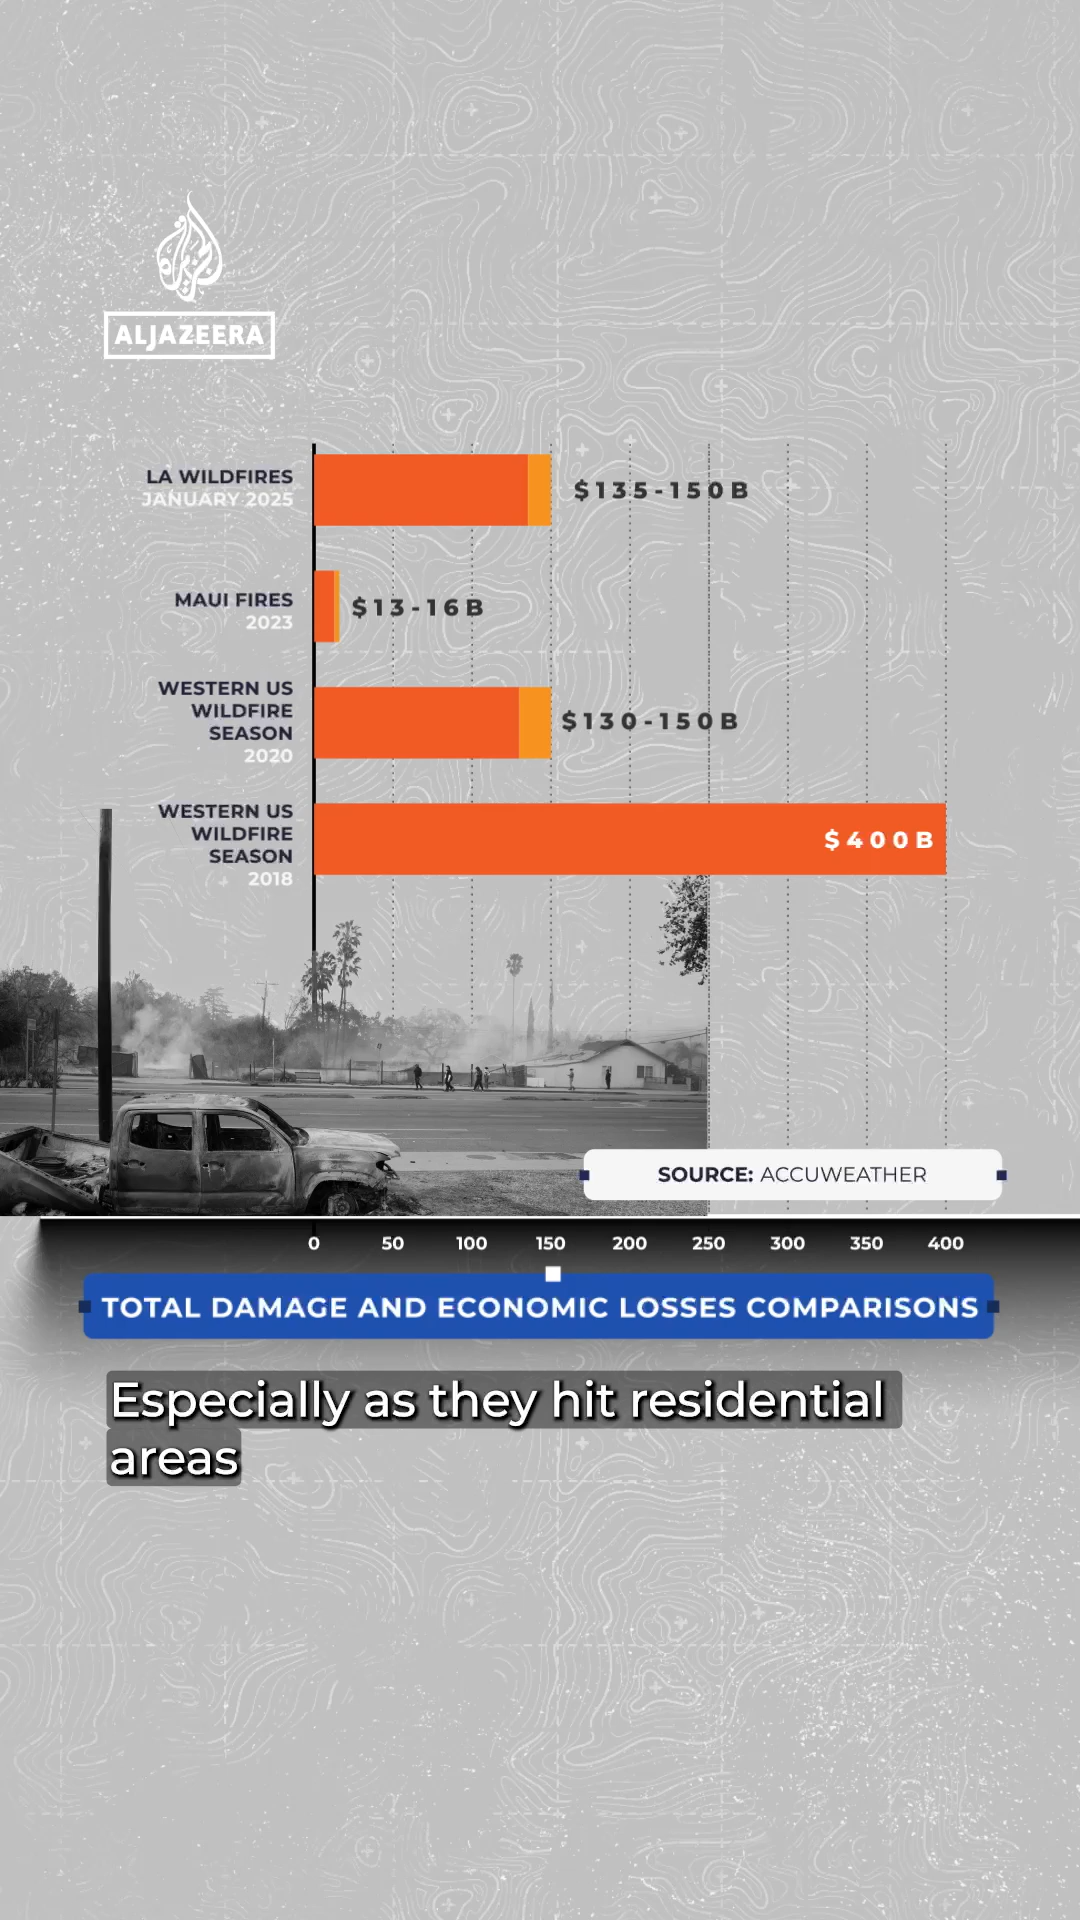 ALJAZEERA
LA WILDFIRES
JANUARY 2025
$135-150B
MAUI FIRES
2023
$13-16B
WESTERN US
WILDFIRE
SEASON
2020
$130-150B
WESTERN US
WILDFIRE
SEASON
2018
$400B
SOURCE: ACCUWEATHER
0 50 100 150 200 250 300 350 400
TOTAL DAMAGE AND ECONOMIC LOSSES COMPARISONS
Especially as they hit residential
areas